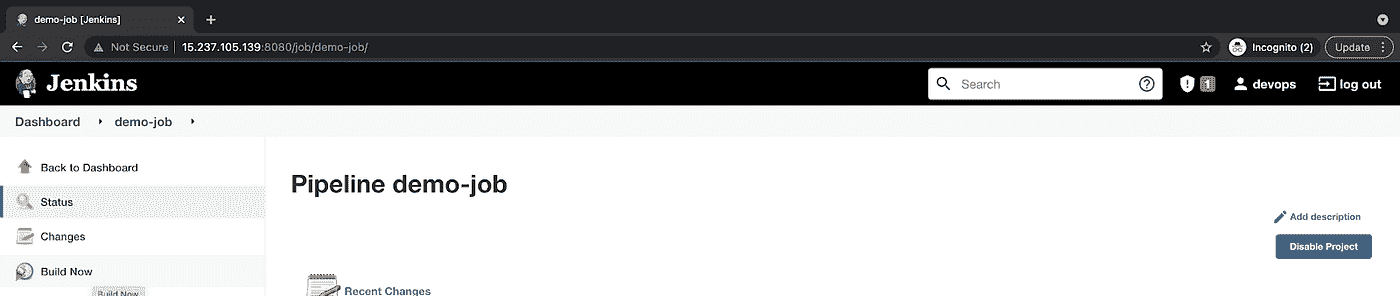 demo-job [Jenkins]
Not Secure | 15.237.105.139:8080/job/demo-job/ Incognito (2) Update
Jenkins Search 1 devops log out
Dashboard demo-job
Back to Dashboard
Pipeline demo-job
Status
Add description
Changes
Disable Project
Build Now
Recent Changes
Build Now